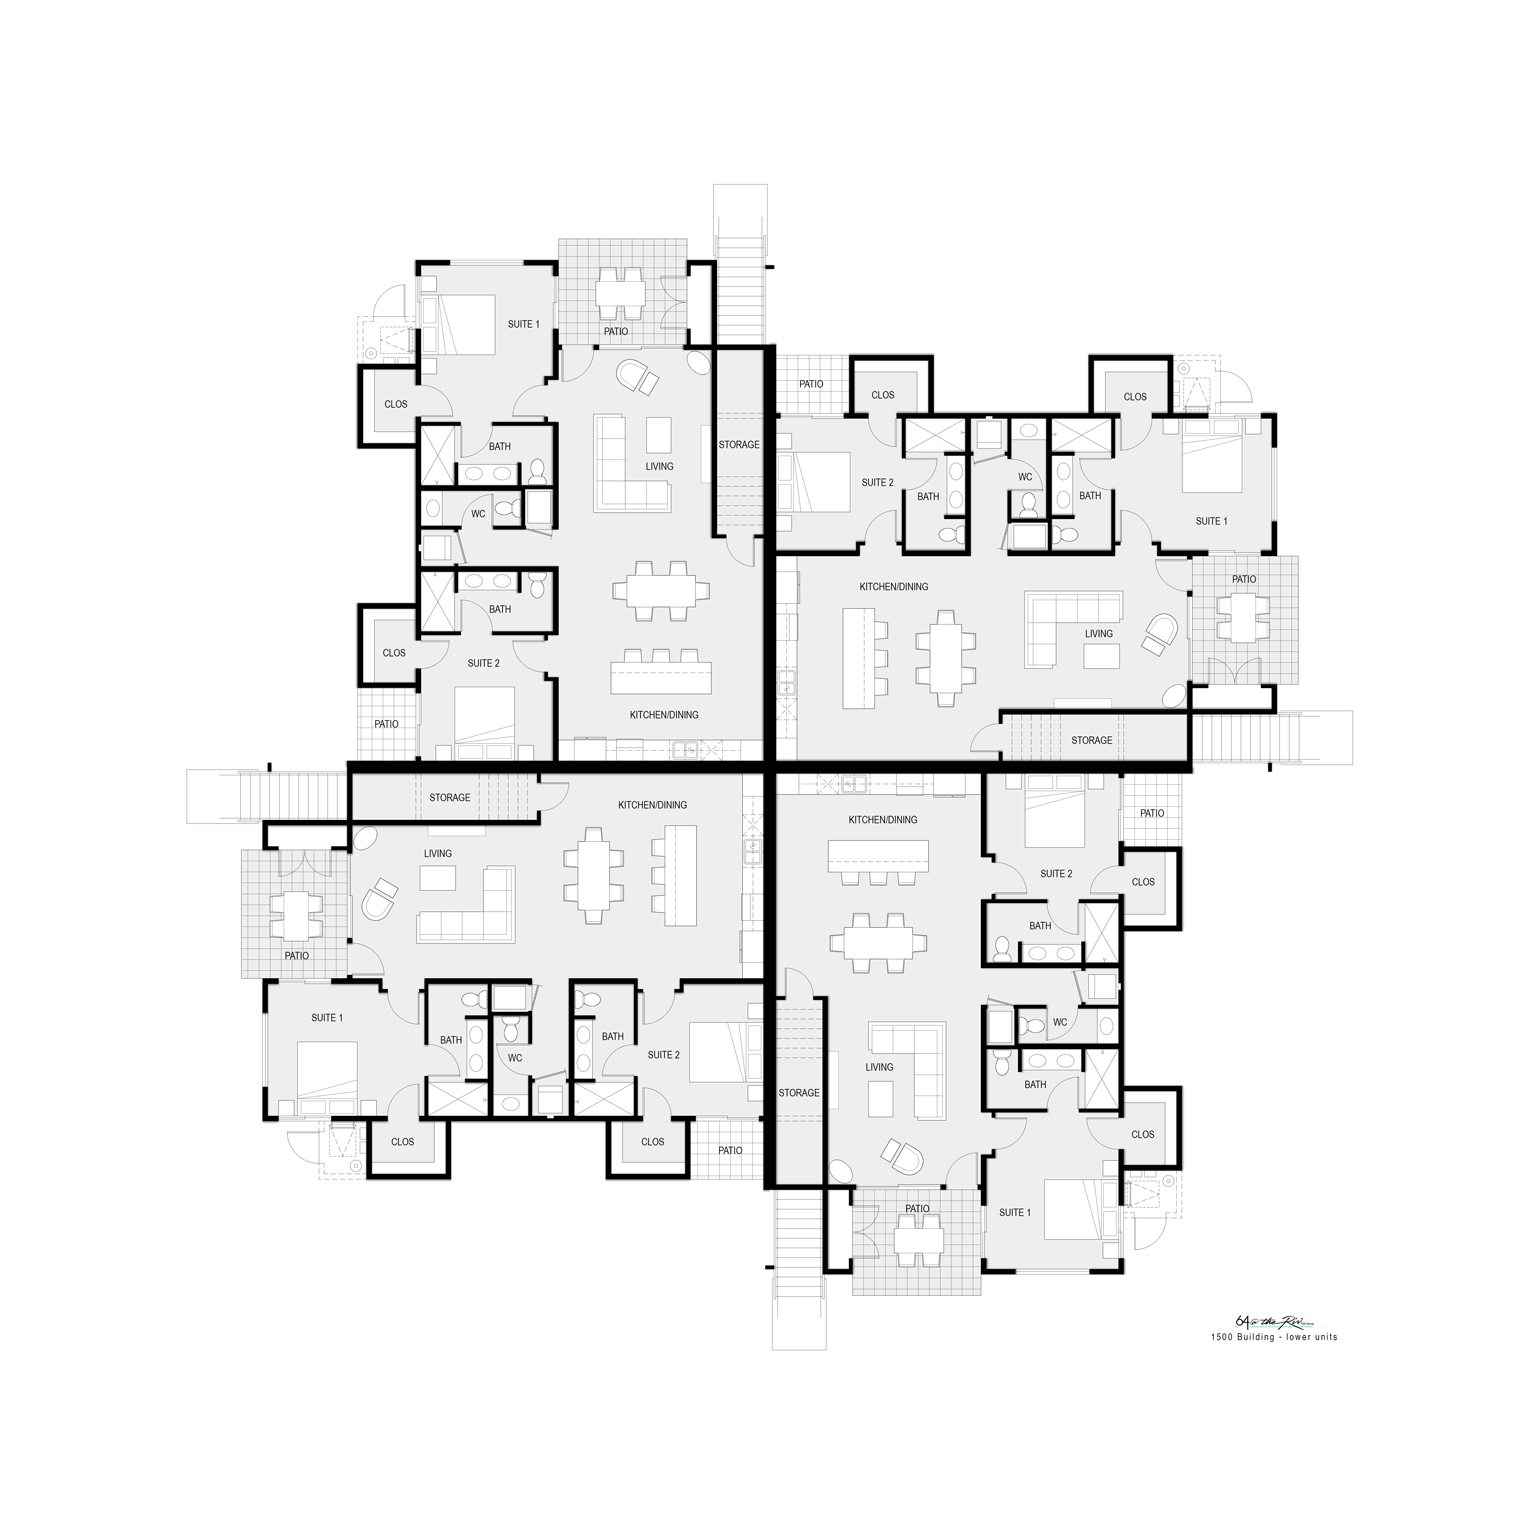 SUITE 1
PATIO
CLOS
BATH
LIVING
STORAGE
WC
BATH
CLOS
SUITE 2
PATIO
KITCHEN/DINING
PATIO
CLOS
CLOS
SUITE 2
BATH
WC
BATH
SUITE 1
KITCHEN/DINING
PATIO
LIVING
STORAGE
STORAGE
KITCHEN/DINING
LIVING
PATIO
SUITE 1
BATH
WC
BATH
SUITE 2
CLOS
CLOS
PATIO
KITCHEN/DINING
PATIO
SUITE 2
CLOS
BATH
WC
LIVING
BATH
STORAGE
CLOS
PATIO
SUITE 1
64@the Riv
1500 Building - lower units